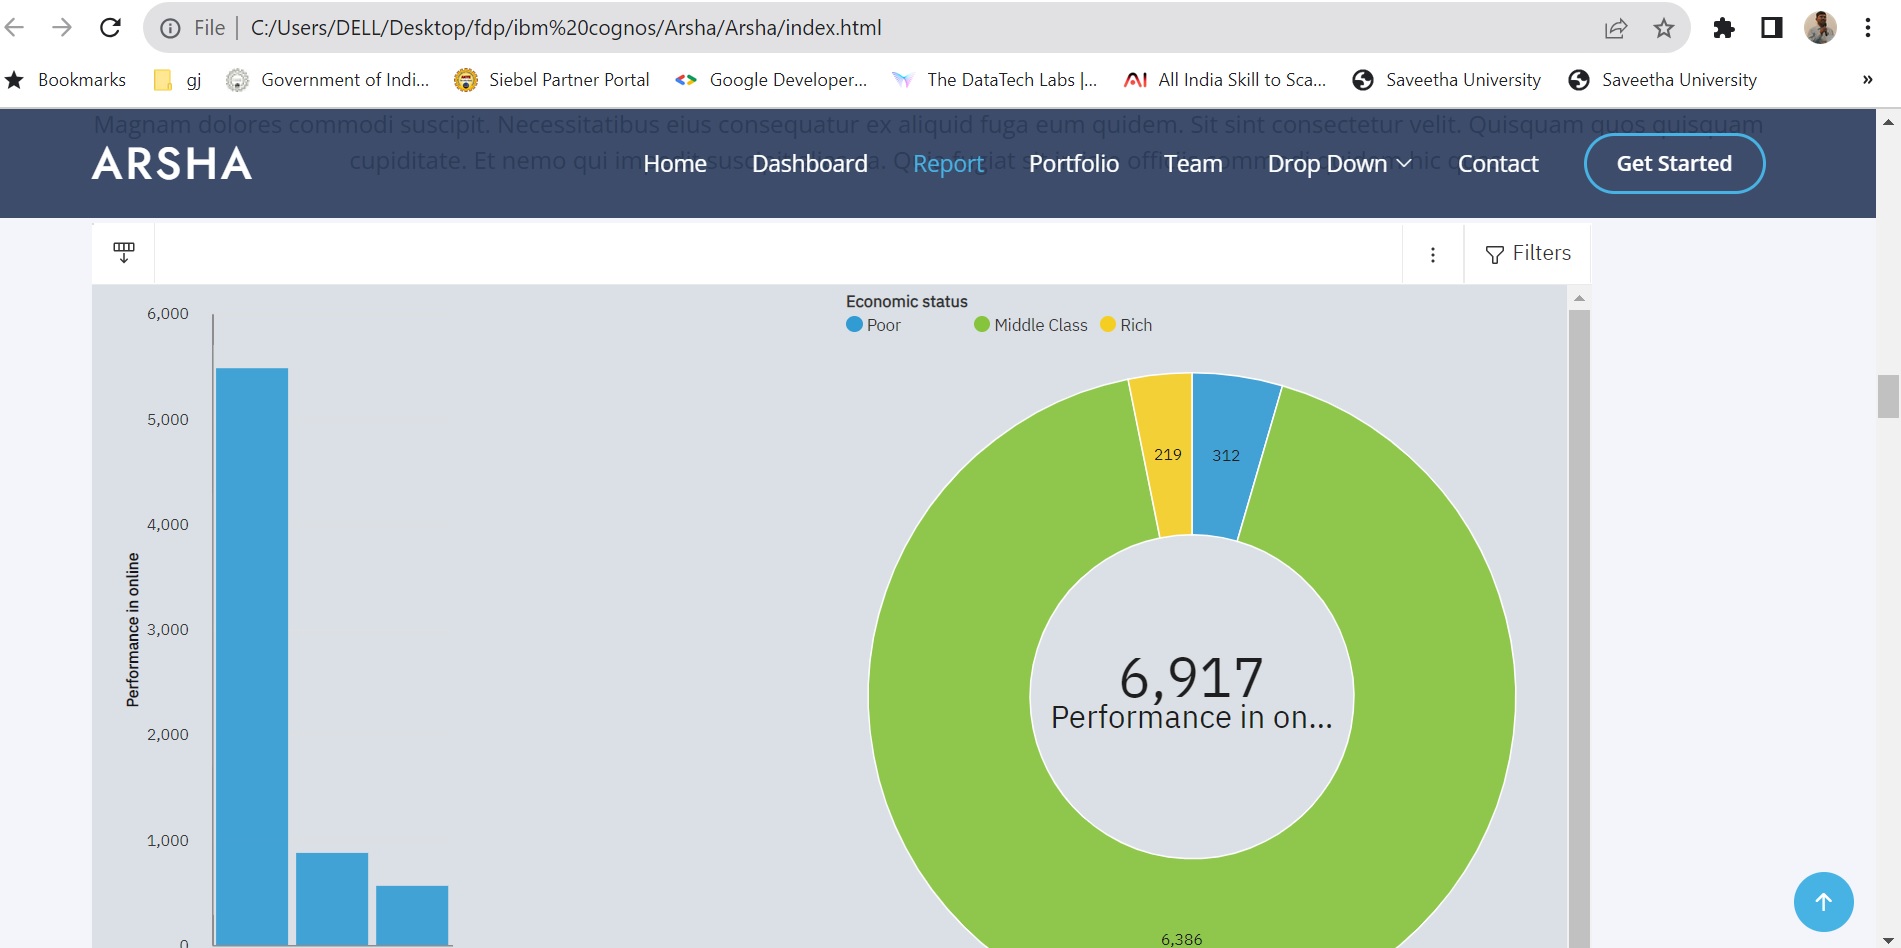 File | C:/Users/DELL/Desktop/fdp/ibm%20cognos/Arsha/Arsha/index.html
Bookmarks gj Government of Indi... Siebel Partner Portal Google Developer... The DataTech Labs |... All India Skill to Sca... Saveetha University Saveetha University »
Magnam dolores commodi suscipit. Necessitatibus eius consequatur ex aliquid fuga eum quidem. Sit sint consectetur velit. Quisquam quos quisquam
cupiditate. Et nemo qui
ARSHA Home Dashboard Report Portfolio Team Drop Down Contact Get Started
Filters
Economic status
Poor Middle Class Rich
6,000
5,000
4,000
3,000
2,000
1,000
0
Performance in online
219 312
6,917
Performance in on...
6,386